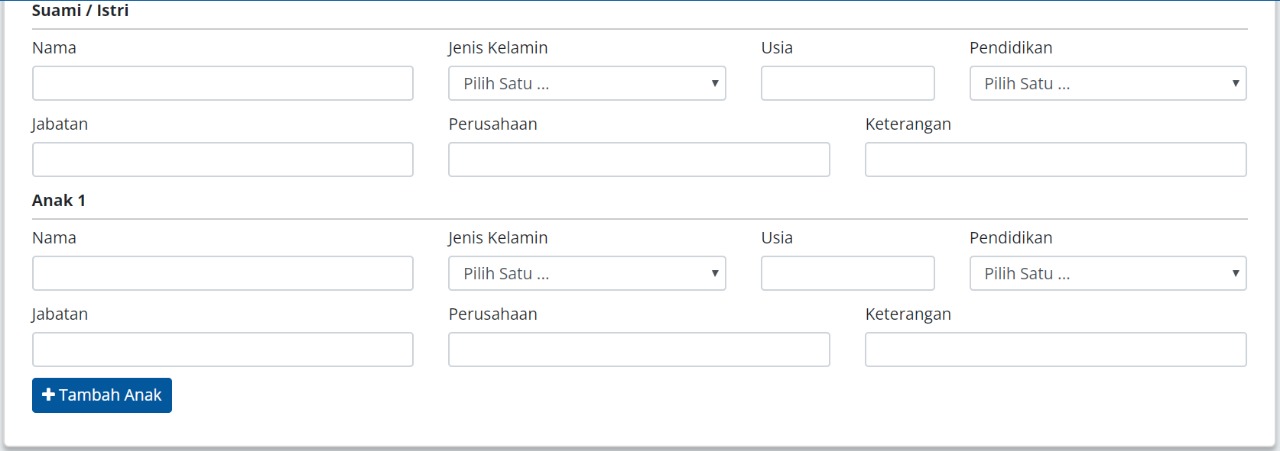 Suami / Istri
Nama Jenis Kelamin Usia Pendidikan
Pilih Satu ... Pilih Satu ...
Jabatan Perusahaan Keterangan
Anak 1
Nama Jenis Kelamin Usia Pendidikan
Pilih Satu ... Pilih Satu ...
Jabatan Perusahaan Keterangan
Tambah Anak